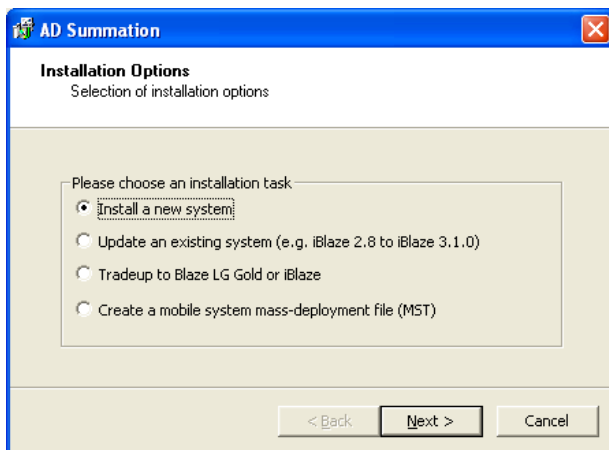 AD Summation
Installation Options
Selection of installation options
Please choose an installation task
Install a new system
Update an existing system (e.g. iBlaze 2.8 to iBlaze 3.1.0)
Tradeup to Blaze LG Gold or iBlaze
Create a mobile system mass-deployment file (MST)
< Back Next > Cancel